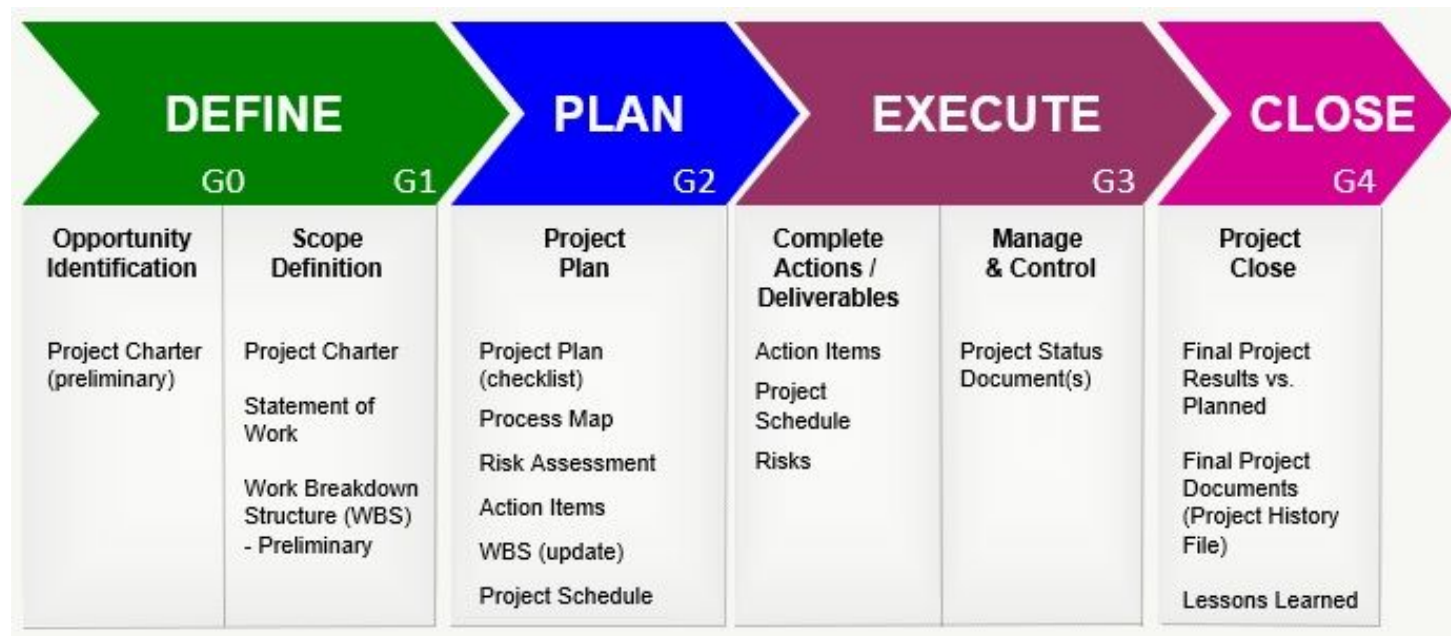 DEFINE
G0
G1
PLAN
G2
EXECUTE
G3
CLOSE
G4
Opportunity
Identification
Project Charter
(preliminary)
Scope
Definition
Project Charter
Statement of
Work
Work Breakdown
Structure (WBS)
- Preliminary
Project
Plan
Project Plan
(checklist)
Process Map
Risk Assessment
Action Items
WBS (update)
Project Schedule
Complete
Actions /
Deliverables
Action Items
Project
Schedule
Risks
Manage
& Control
Project Status
Document(s)
Project
Close
Final Project
Results vs.
Planned
Final Project
Documents
(Project History
File)
Lessons Learned